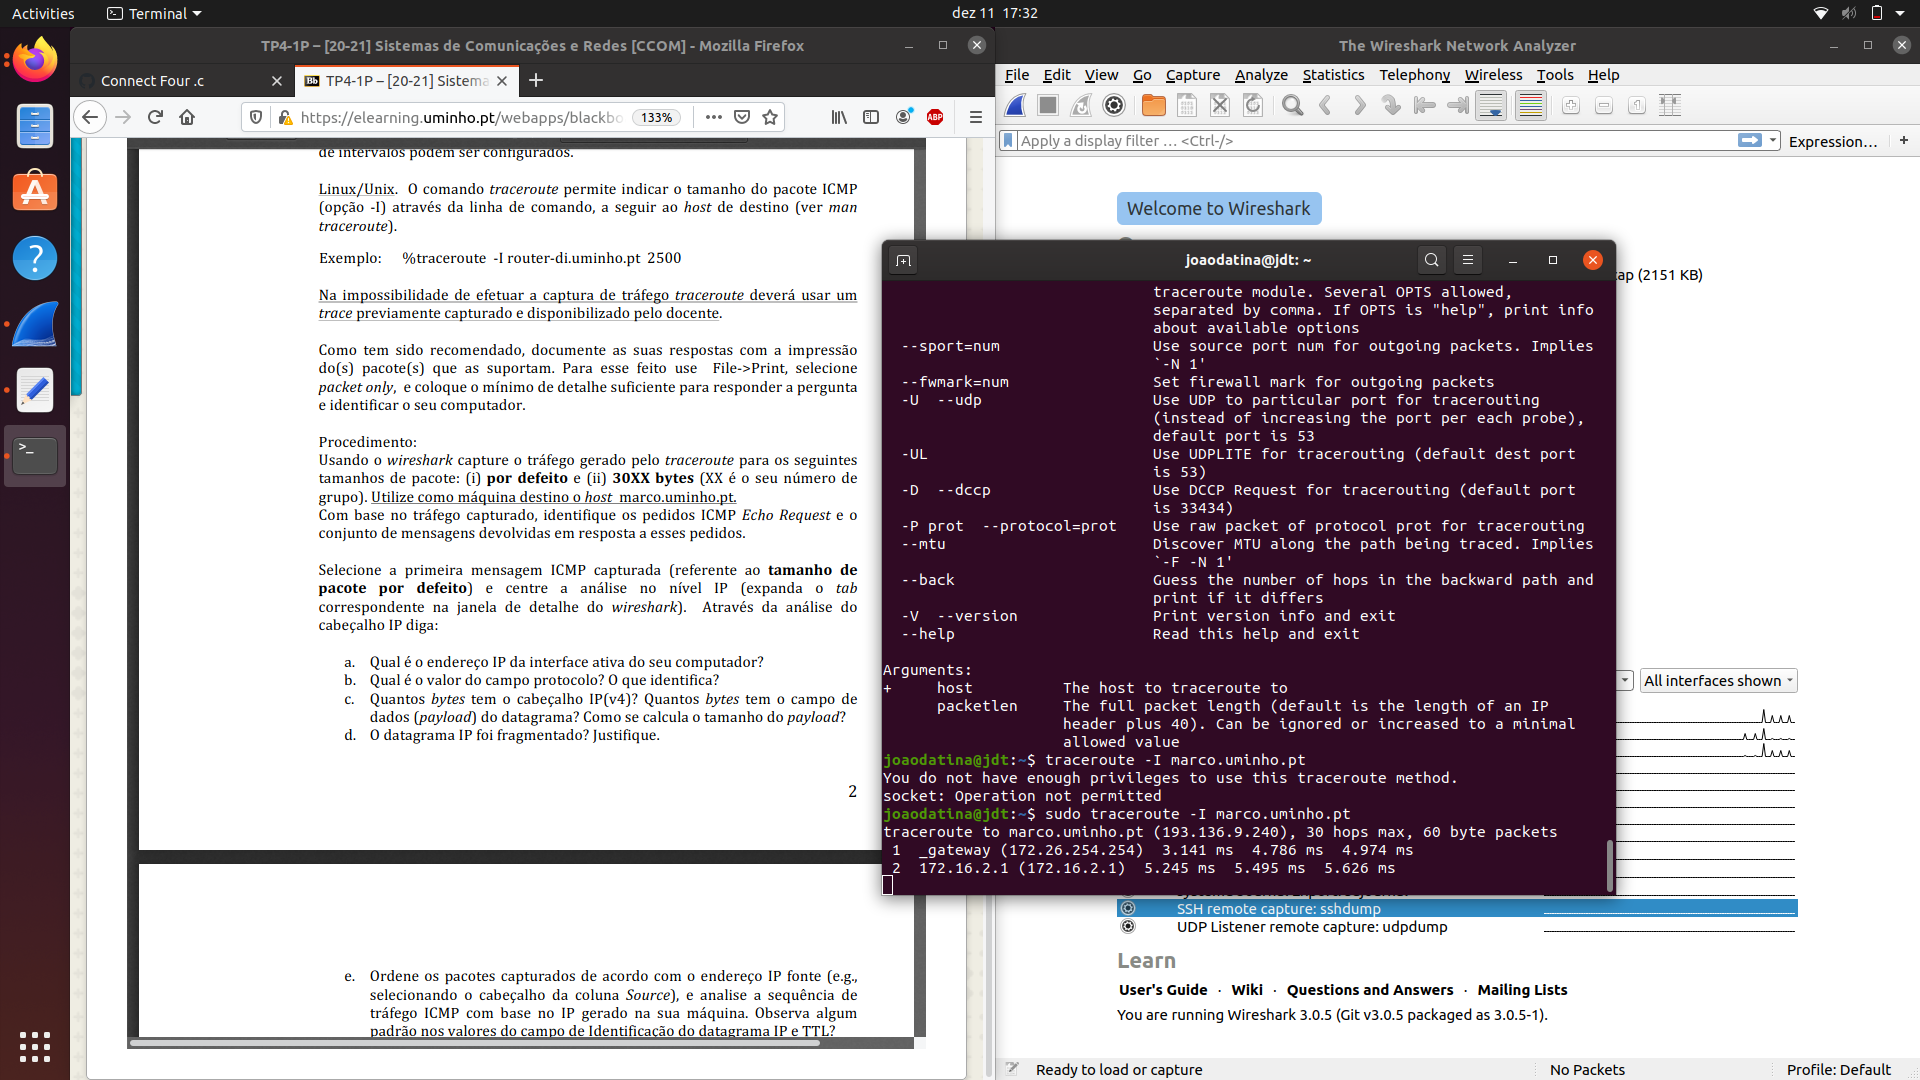 Activities
Terminal
dez 11 17:32
TP4-1P – [20-21] Sistemas de Comunicações e Redes [CCOM] - Mozilla Firefox
Connect Four .c
TP4-1P – [20-21] Sistema
https://elearning.uminho.pt/webapps/blackbo
133%
de intervalos podem ser configurados.
Linux/Unix. O comando traceroute permite indicar o tamanho do pacote ICMP
(opção -I) através da linha de comando, a seguir ao host de destino (ver man
traceroute).
Exemplo: %traceroute -I router-di.uminho.pt 2500
Na impossibilidade de efetuar a captura de tráfego traceroute deverá usar um
trace previamente capturado e disponibilizado pelo docente.
Como tem sido recomendado, documente as suas respostas com a impressão
do(s) pacote(s) que as suportam. Para esse feito use File->Print, selecione
packet only, e coloque o mínimo de detalhe suficiente para responder a pergunta
e identificar o seu computador.
Procedimento:
Usando o wireshark capture o tráfego gerado pelo traceroute para os seguintes
tamanhos de pacote: (i) por defeito e (ii) 30XX bytes (XX é o seu número de
grupo). Utilize como máquina destino o host marco.uminho.pt.
Com base no tráfego capturado, identifique os pedidos ICMP Echo Request e o
conjunto de mensagens devolvidas em resposta a esses pedidos.
Selecione a primeira mensagem ICMP capturada (referente ao tamanho de
pacote por defeito) e centre a análise no nível IP (expanda o tab
correspondente na janela de detalhe do wireshark). Através da análise do
cabeçalho IP diga:
a. Qual é o endereço IP da interface ativa do seu computador?
b. Qual é o valor do campo protocolo? O que identifica?
c. Quantos bytes tem o cabeçalho IP(v4)? Quantos bytes tem o campo de
dados (payload) do datagrama? Como se calcula o tamanho do payload?
d. O datagrama IP foi fragmentado? Justifique.
2
e. Ordene os pacotes capturados de acordo com o endereço IP fonte (e.g.,
selecionando o cabeçalho da coluna Source), e analise a sequência de
tráfego ICMP com base no IP gerado na sua máquina. Observa algum
padrão nos valores do campo de Identificação do datagrama IP e TTL?
The Wireshark Network Analyzer
File Edit View Go Capture Analyze Statistics Telephony Wireless Tools Help
Apply a display filter … <Ctrl-/>
Expression…
+
Welcome to Wireshark
cap (2151 KB)
joaodatina@jdt: ~
traceroute module. Several OPTS allowed,
separated by comma. If OPTS is "help", print info
about available options
--sport=num Use source port num for outgoing packets. Implies
`-N 1'
--fwmark=num Set firewall mark for outgoing packets
-U --udp Use UDP to particular port for tracerouting
(instead of increasing the port per each probe),
default port is 53
-UL Use UDPLITE for tracerouting (default dest port
is 53)
-D --dccp Use DCCP Request for tracerouting (default port
is 33434)
-P prot --protocol=prot Use raw packet of protocol prot for tracerouting
--mtu Discover MTU along the path being traced. Implies
`-F -N 1'
--back Guess the number of hops in the backward path and
print if it differs
-V --version Print version info and exit
--help Read this help and exit
Arguments:
+ host The host to traceroute to
packetlen The full packet length (default is the length of an IP
header plus 40). Can be ignored or increased to a minimal
allowed value
joaodatina@jdt:~$ traceroute -I marco.uminho.pt
You do not have enough privileges to use this traceroute method.
socket: Operation not permitted
joaodatina@jdt:~$ sudo traceroute -I marco.uminho.pt
traceroute to marco.uminho.pt (193.136.9.240), 30 hops max, 60 byte packets
1 _gateway (172.26.254.254) 3.141 ms 4.786 ms 4.974 ms
2 172.16.2.1 (172.16.2.1) 5.245 ms 5.495 ms 5.626 ms
All interfaces shown
SSH remote capture: sshdump
UDP Listener remote capture: udpdump
Learn
User's Guide · Wiki · Questions and Answers · Mailing Lists
You are running Wireshark 3.0.5 (Git v3.0.5 packaged as 3.0.5-1).
Ready to load or capture
No Packets
Profile: Default